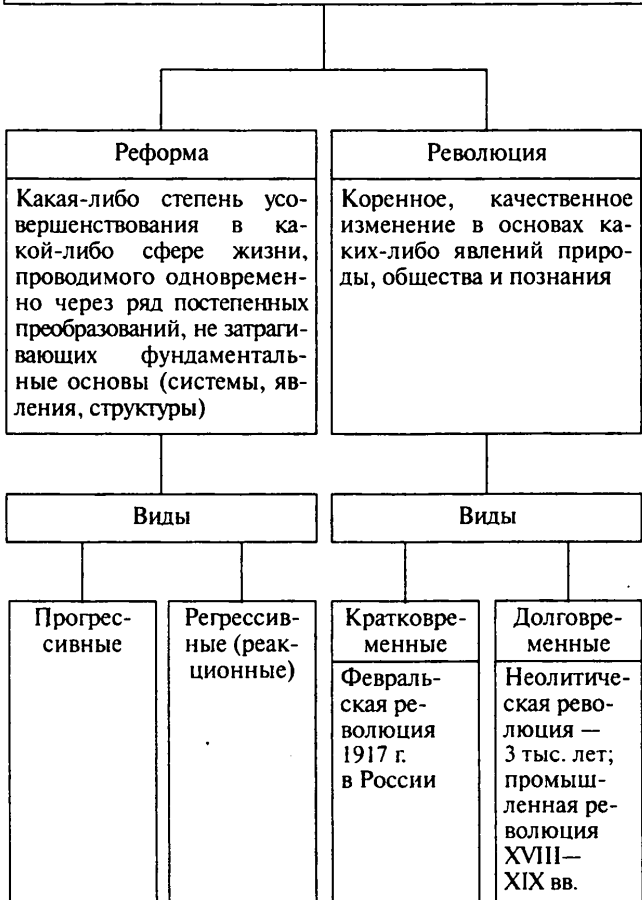 Реформа
Какая-либо степень усо-
вершенствования в ка-
кой-либо сфере жизни,
проводимого одновремен-
но через ряд постепенных
преобразований, не затраги-
вающих фундаменталь-
ные основы (системы, яв-
ления, структуры)
Революция
Коренное, качественное
изменение в основах ка-
ких-либо явлений приро-
ды, общества и познания
Виды
Виды
Прогрес-
сивные
Регрессив-
ные (реак-
ционные)
Кратковре-
менные
Февраль-
ская ре-
волюция
1917 г.
в России
Долговре-
менные
Неолитиче-
ская рево-
люция —
3 тыс. лет;
промыш-
ленная ре-
волюция
XVIII—
XIX вв.